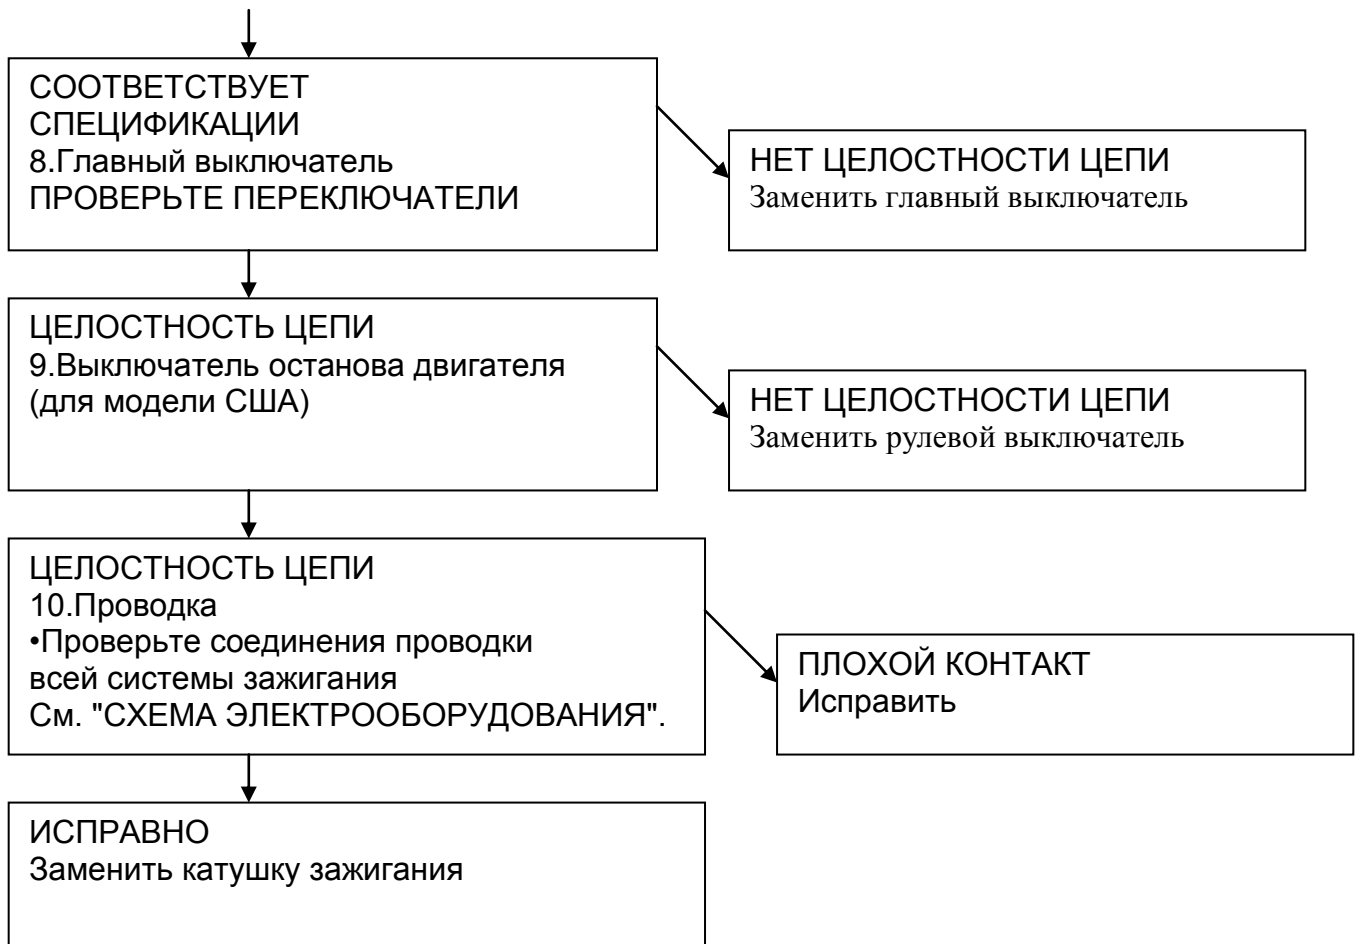 СООТВЕТСТВУЕТ
СПЕЦИФИКАЦИИ
8.Главный выключатель
ПРОВЕРЬТЕ ПЕРЕКЛЮЧАТЕЛИ
НЕТ ЦЕЛОСТНОСТИ ЦЕПИ
Заменить главный выключатель
ЦЕЛОСТНОСТЬ ЦЕПИ
9.Выключатель останова двигателя
(для модели США)
НЕТ ЦЕЛОСТНОСТИ ЦЕПИ
Заменить рулевой выключатель
ЦЕЛОСТНОСТЬ ЦЕПИ
10.Проводка
•Проверьте соединения проводки
всей системы зажигания
См. "СХЕМА ЭЛЕКТРООБОРУДОВАНИЯ".
ПЛОХОЙ КОНТАКТ
Исправить
ИСПРАВНО
Заменить катушку зажигания